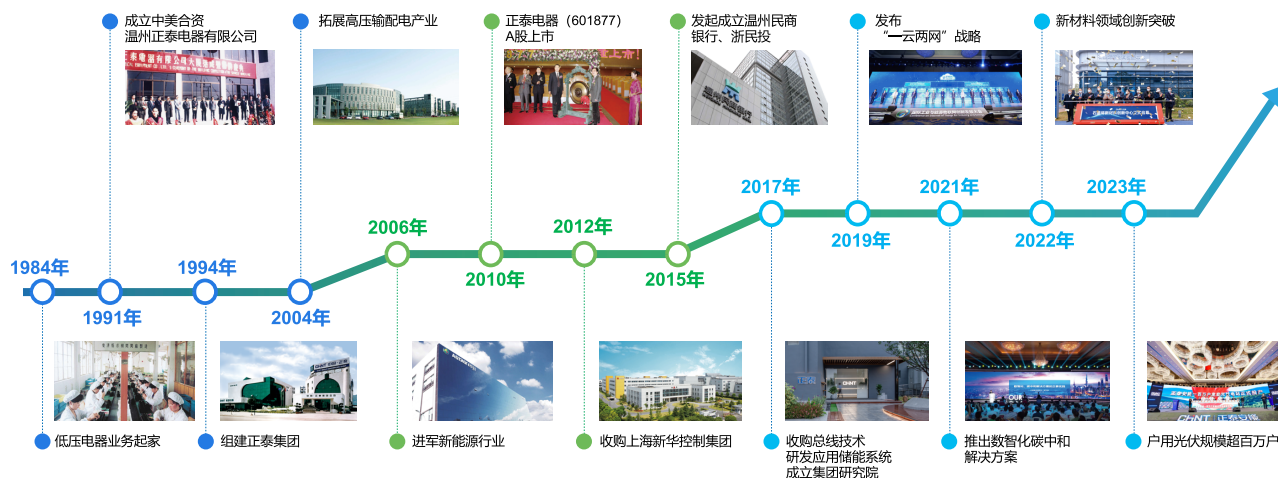 成立中美合资
温州正泰电器有限公司
拓展高压输配电产业
正泰电器（601877）
A股上市
发起成立温州民商
银行、浙民投
发布
“一云两网”战略
新材料领域创新突破
1984年
1991年
1994年
2004年
2006年
2010年
2012年
2015年
2017年
2019年
2021年
2022年
2023年
低压电器业务起家
组建正泰集团
进军新能源行业
收购上海新华控制集团
CHNT
收购总线技术
研发应用储能系统
成立集团研究院
推出数智化碳中和
解决方案
户用光伏规模超百万户